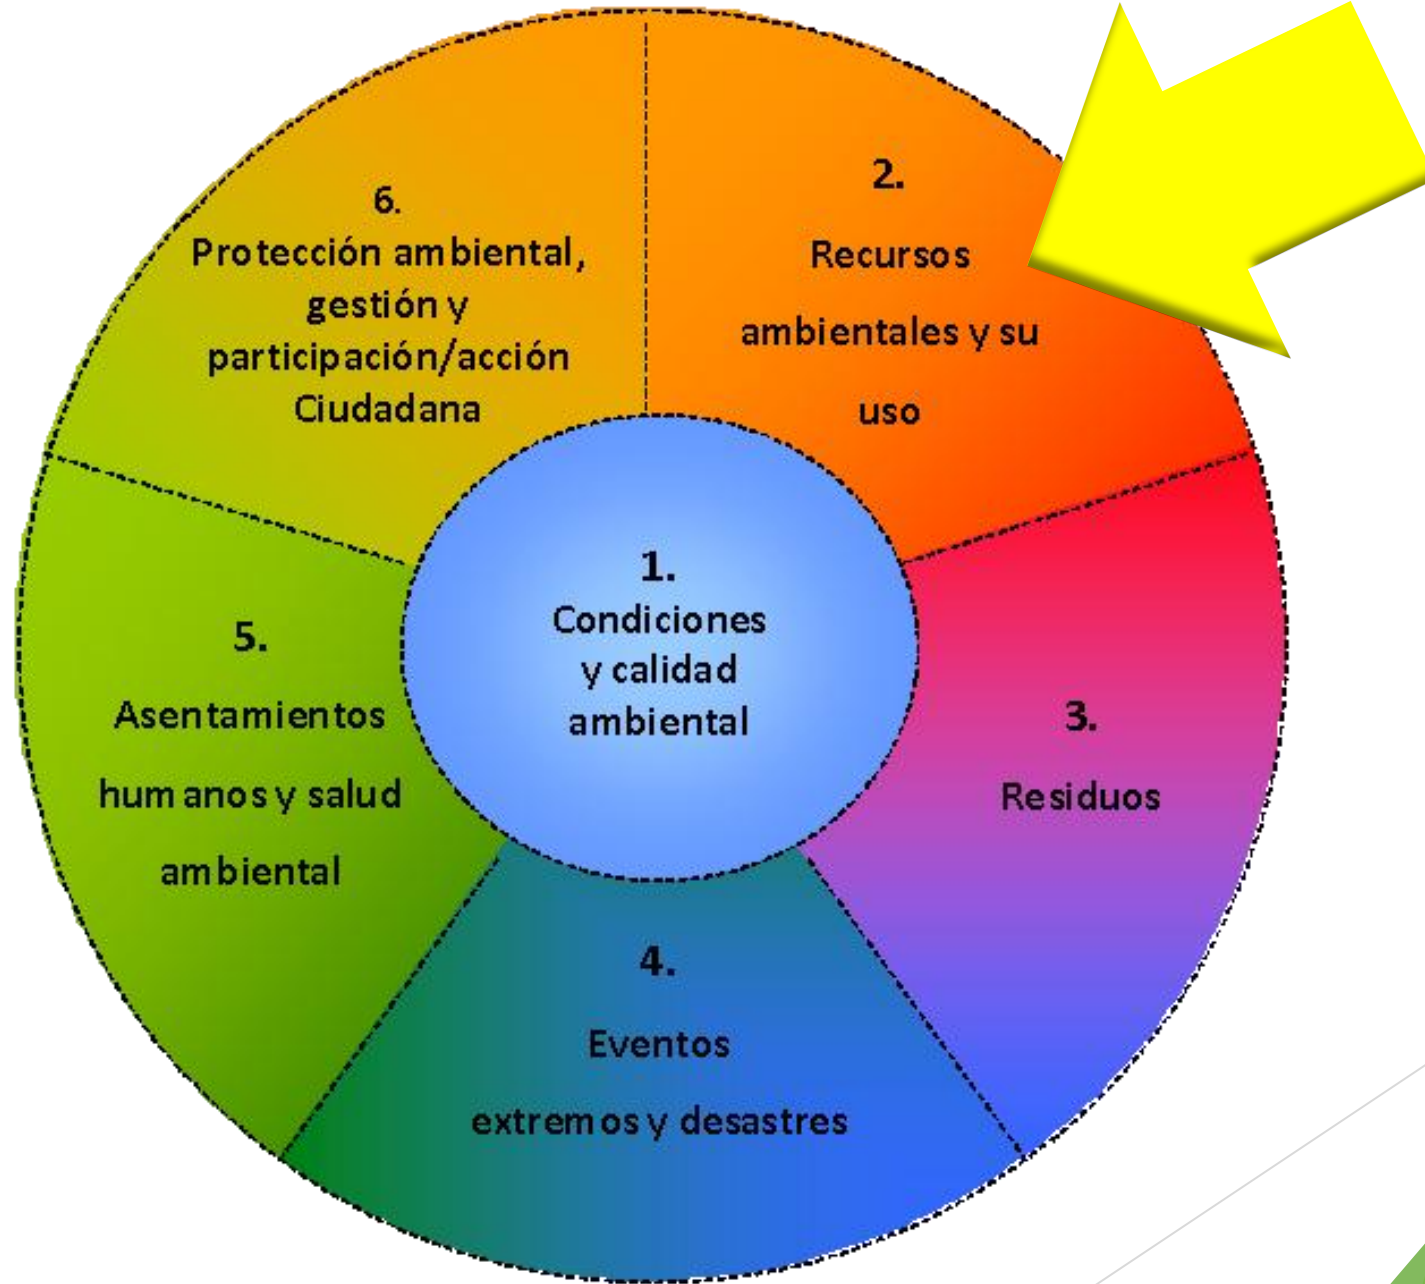 1.
Condiciones
y calidad
ambiental
2.
Recursos
ambientales y su
uso
3.
Residuos
4.
Eventos
extremos y desastres
5.
Asentamientos
humanos y salud
ambiental
6.
Protección ambiental,
gestión y
participación/acción
Ciudadana